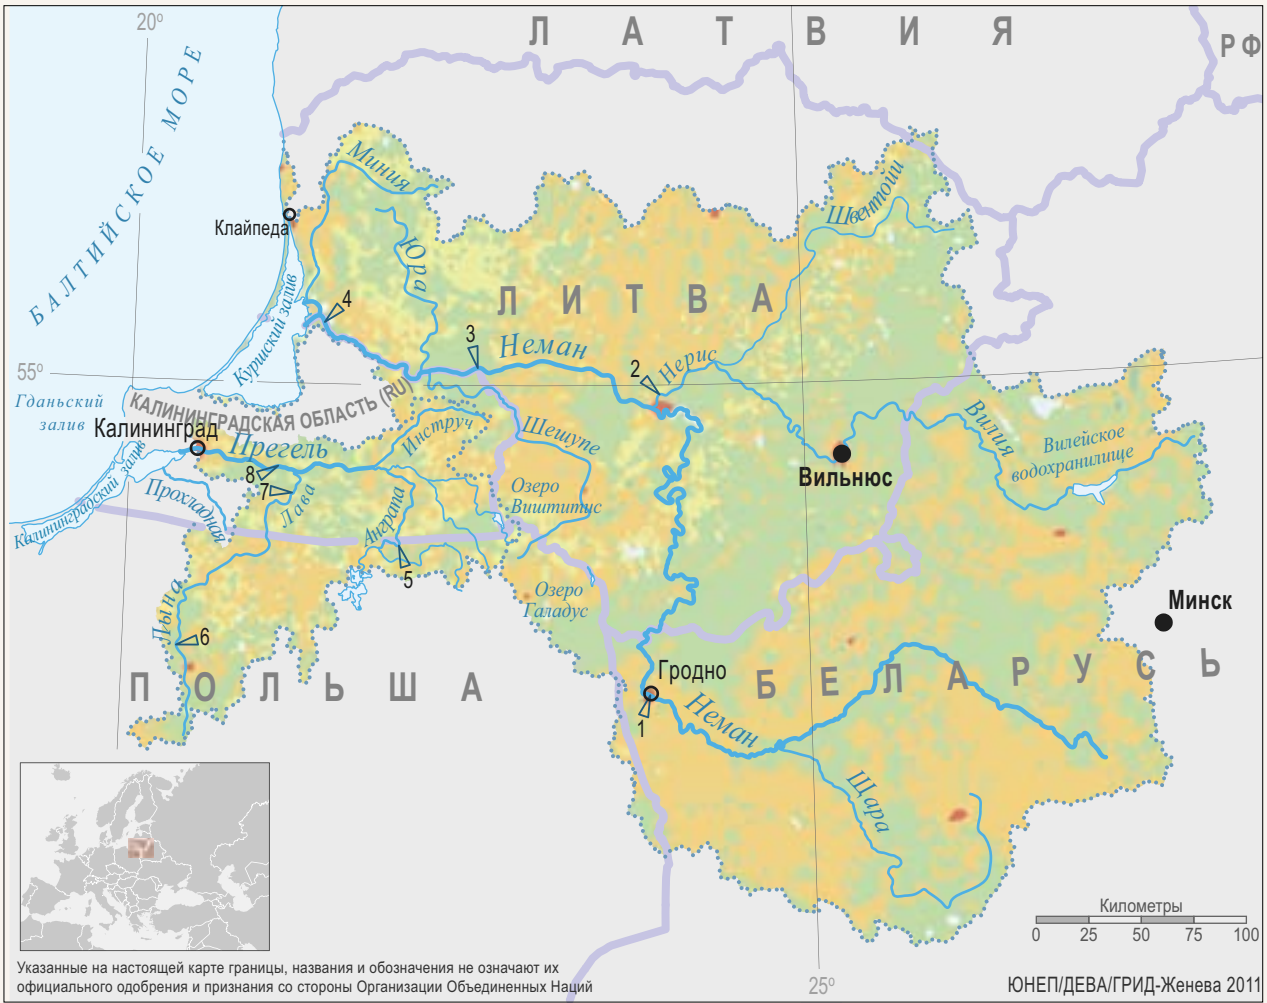 20º
ЛАТВИЯ
РФ
БАЛТИЙСКОЕ МОРЕ
Миния
Швентойи
Клайпеда
Юра
Куршский залив
4
ЛИТВА
3
Неман
2
Нерис
55º
КАЛИНИНГРАДСКАЯ ОБЛАСТЬ (RU)
Гданьский
залив
Калининград
Прегель
Инструч
Шешупе
Вилия
Вилейское
водохранилище
Вильнюс
8
7
Лава
Калининградский залив
Прохладная
Анграпа
Озеро
Виштитис
5
Озеро
Галадус
Лына
6
Минск
ПОЛЬША
Гродно
БЕЛАРУСЬ
1
Неман
Щара
Километры
0 25 50 75 100
25º
Указанные на настоящей карте границы, названия и обозначения не означают их
официального одобрения и признания со стороны Организации Объединенных Наций
ЮНЕП/ДЕВА/ГРИД-Женева 2011